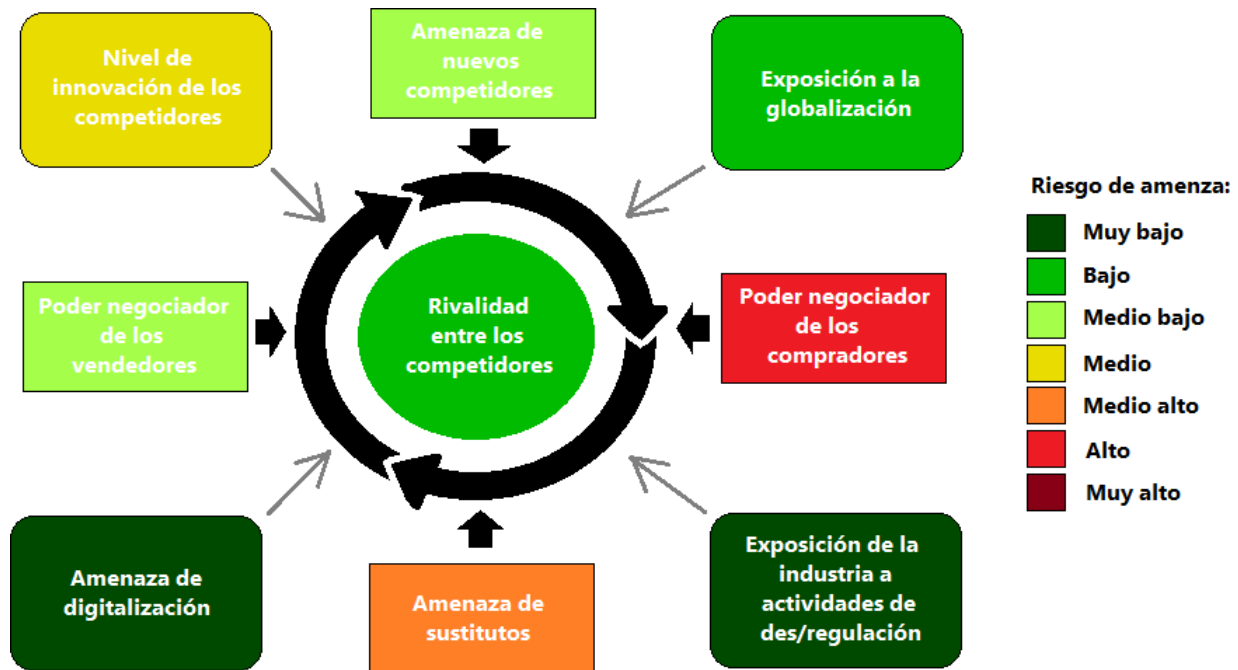 Nivel de
innovación de los
competidores
Amenaza de
nuevos
competidores
Exposición a la
globalización
Poder negociador
de los
vendedores
Rivalidad
entre los
competidores
Poder negociador
de los
compradores
Amenaza de
digitalización
Amenaza de
sustitutos
Exposición de la
industria a
actividades de
des/regulación
Riesgo de amenza:
Muy bajo
Bajo
Medio bajo
Medio
Medio alto
Alto
Muy alto